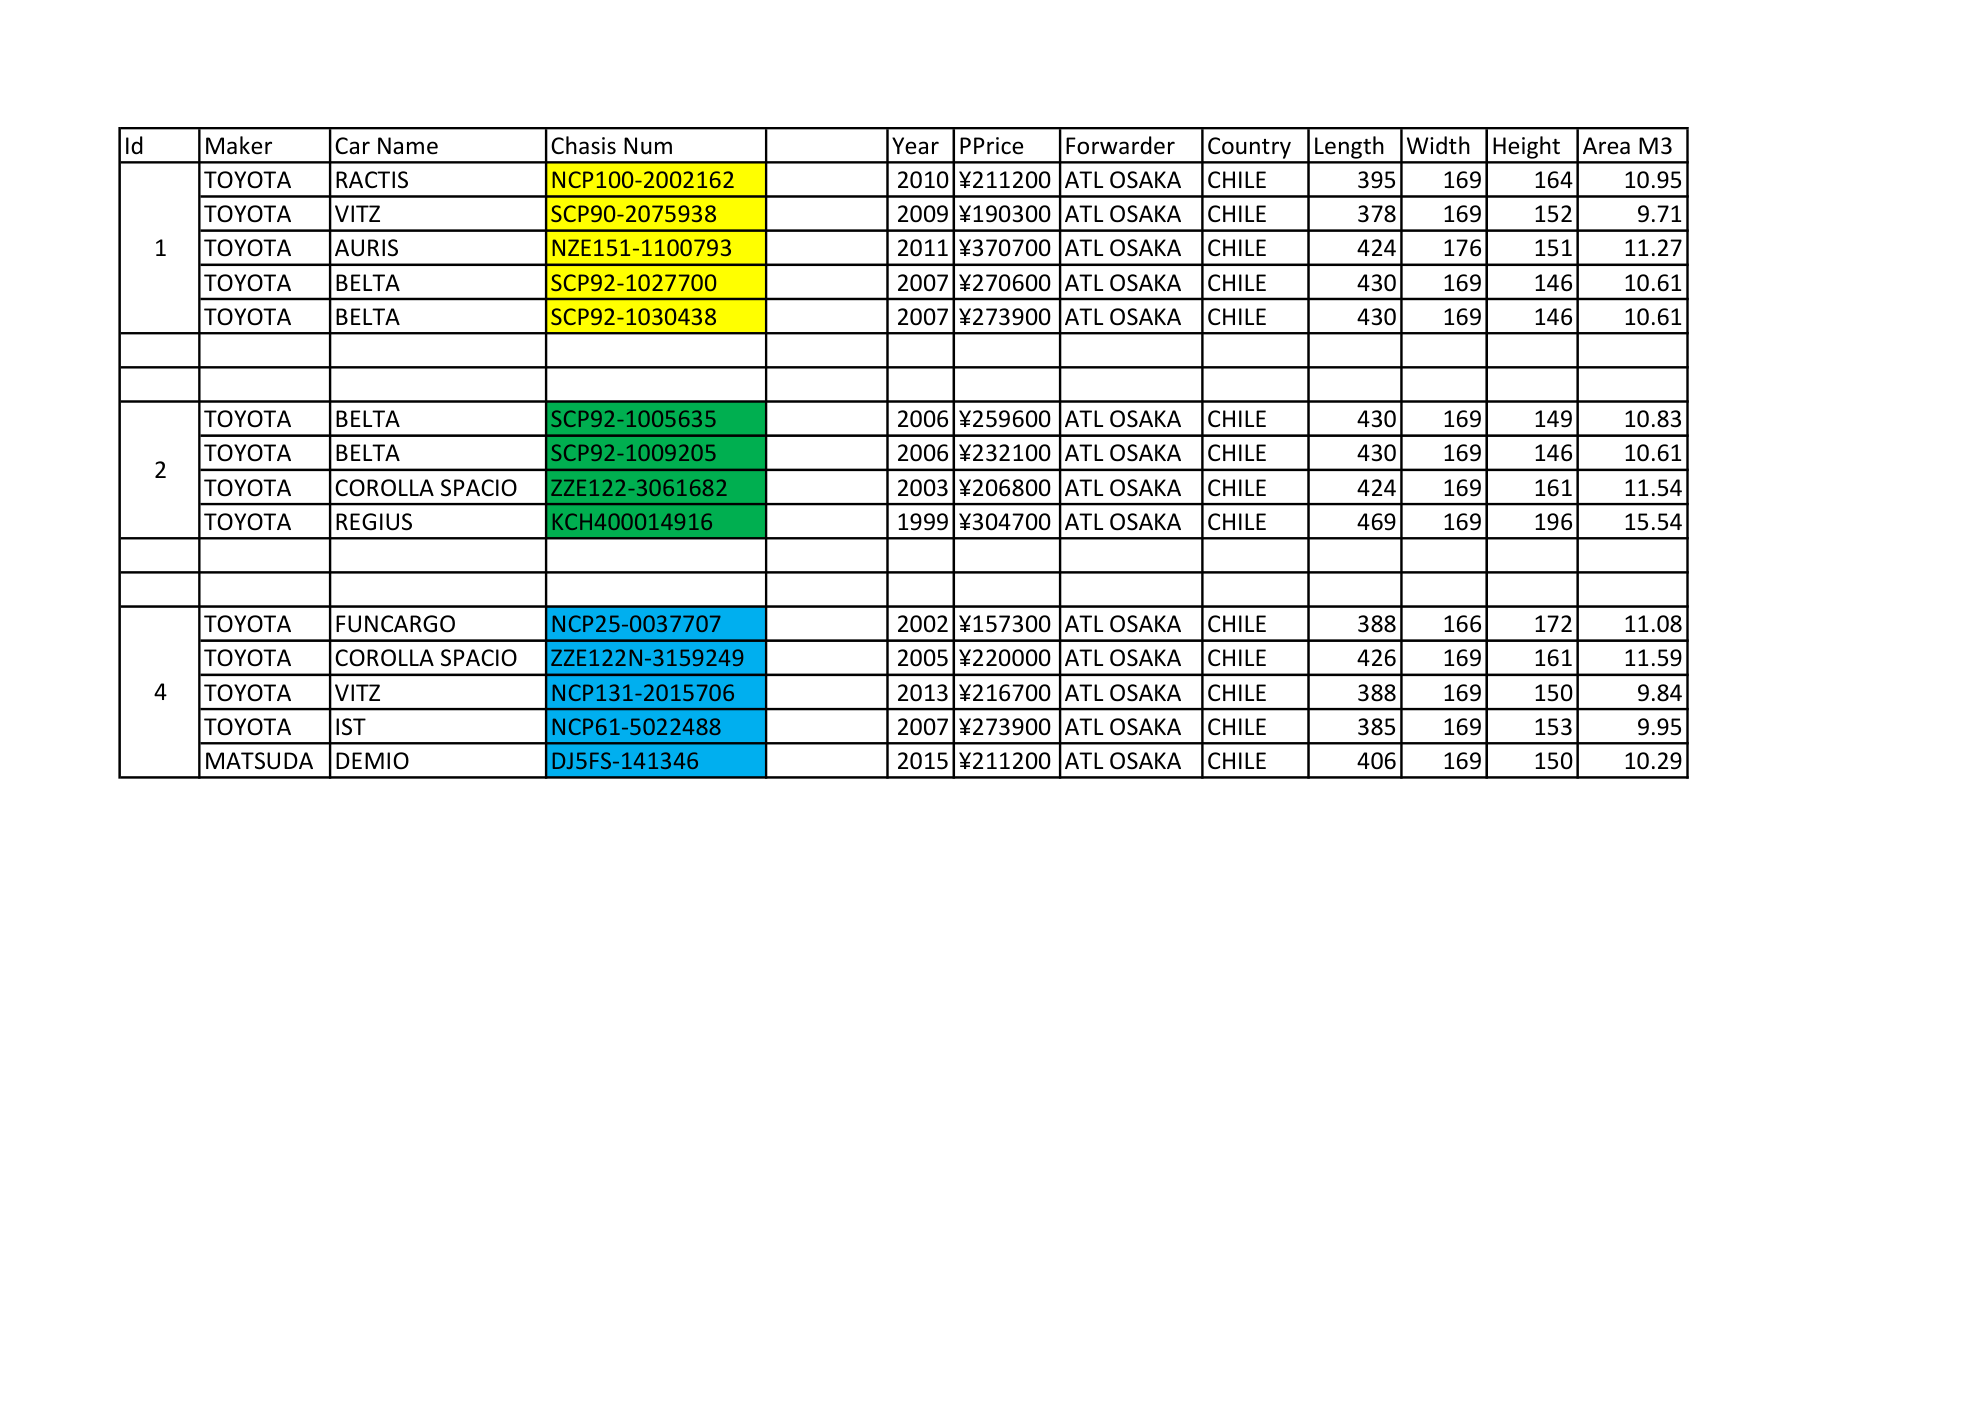 Id Maker Car Name Chasis Num Year PPrice Forwarder Country Length Width Height Area M3
TOYOTA RACTIS NCP100-2002162 2010 ¥211200 ATL OSAKA CHILE 395 169 164 10.95
TOYOTA VITZ SCP90-2075938 2009 ¥190300 ATL OSAKA CHILE 378 169 152 9.71
1 TOYOTA AURIS NZE151-1100793 2011 ¥370700 ATL OSAKA CHILE 424 176 151 11.27
TOYOTA BELTA SCP92-1027700 2007 ¥270600 ATL OSAKA CHILE 430 169 146 10.61
TOYOTA BELTA SCP92-1030438 2007 ¥273900 ATL OSAKA CHILE 430 169 146 10.61
TOYOTA BELTA SCP92-1005635 2006 ¥259600 ATL OSAKA CHILE 430 169 149 10.83
TOYOTA BELTA SCP92-1009205 2006 ¥232100 ATL OSAKA CHILE 430 169 146 10.61
2
TOYOTA COROLLA SPACIO ZZE122-3061682 2003 ¥206800 ATL OSAKA CHILE 424 169 161 11.54
TOYOTA REGIUS KCH400014916 1999 ¥304700 ATL OSAKA CHILE 469 169 196 15.54
TOYOTA FUNCARGO NCP25-0037707 2002 ¥157300 ATL OSAKA CHILE 388 166 172 11.08
TOYOTA COROLLA SPACIO ZZE122N-3159249 2005 ¥220000 ATL OSAKA CHILE 426 169 161 11.59
4 TOYOTA VITZ NCP131-2015706 2013 ¥216700 ATL OSAKA CHILE 388 169 150 9.84
TOYOTA IST NCP61-5022488 2007 ¥273900 ATL OSAKA CHILE 385 169 153 9.95
MATSUDA DEMIO DJ5FS-141346 2015 ¥211200 ATL OSAKA CHILE 406 169 150 10.29